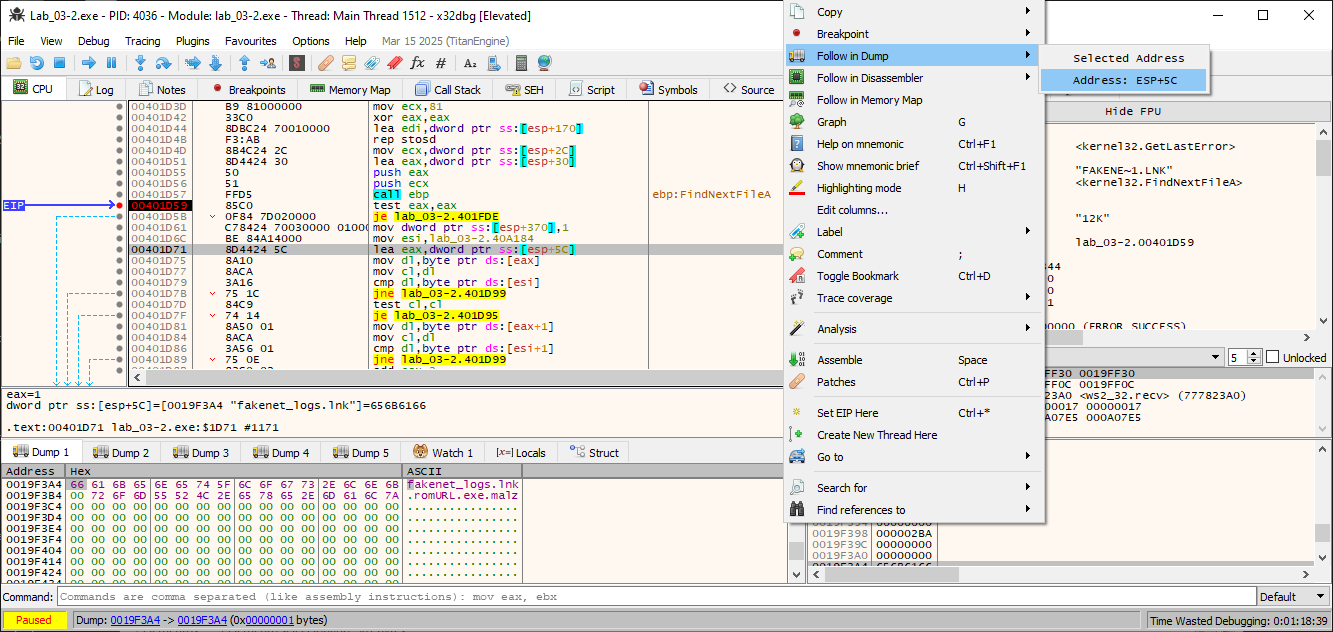 Lab_03-2.exe - PID: 4036 - Module: lab_03-2.exe - Thread: Main Thread 1512 - x32dbg [Elevated]
File View Debug Tracing Plugins Favourites Options Help Mar 15 2025 (TitanEngine)
CPU Log Notes Breakpoints Memory Map Call Stack SEH Script Symbols Source
00401D3D B9 81000000 mov ecx,81
00401D42 33C0 xor eax,eax
00401D44 8DBC24 70010000 lea edi,dword ptr ss:[esp+170]
00401D4B F3:AB rep stosd
00401D4D 8B4C24 2C mov ecx,dword ptr ss:[esp+2C]
00401D51 8D4424 30 lea eax,dword ptr ss:[esp+30]
00401D55 50 push eax
00401D56 51 push ecx
00401D57 FFD5 call ebp ebp:FindNextFileA
EIP 00401D59 85C0 test eax,eax
00401D5B 0F84 7D020000 je lab_03-2.401FDE
00401D61 C78424 70030000 01000 mov dword ptr ss:[esp+370],1
00401D6C BE 84A14000 mov esi,lab_03-2.40A184
00401D71 8D4424 5C lea eax,dword ptr ss:[esp+5C]
00401D75 8A10 mov dl,byte ptr ds:[eax]
00401D77 8ACA mov cl,dl
00401D79 3A16 cmp dl,byte ptr ds:[esi]
00401D7B 75 1C jne lab_03-2.401D99
00401D7D 84C9 test cl,cl
00401D7F 74 14 je lab_03-2.401D95
00401D81 8A50 01 mov dl,byte ptr ds:[eax+1]
00401D84 8ACA mov cl,dl
00401D86 3A56 01 cmp dl,byte ptr ds:[esi+1]
00401D89 75 0E jne lab_03-2.401D99
eax=1
dword ptr ss:[esp+5C]=[0019F3A4 "fakenet_logs.lnk"]=656B6166
.text:00401D71 lab_03-2.exe:$1D71 #1171
Copy
Breakpoint
Follow in Dump
Follow in Disassembler
Follow in Memory Map
Graph G
Help on mnemonic Ctrl+F1
Show mnemonic brief Ctrl+Shift+F1
Highlighting mode H
Edit columns...
Label
Comment ;
Toggle Bookmark Ctrl+D
Trace coverage
Analysis
Assemble Space
Patches Ctrl+P
Set EIP Here Ctrl+*
Create New Thread Here
Go to
Search for
Find references to
Selected Address
Address: ESP+5C
Hide FPU
<kernel32.GetLastError>
"FAKENE~1.LNK"
<kernel32.FindNextFileA>
"12K"
lab_03-2.00401D59
344
0
0
1
00000 (ERROR_SUCCESS)
5 Unlocked
FF30 0019FF30
FF0C 0019FF0C
823A0 <ws2_32.recv> (777823A0)
00017 00000017
A07E5 000A07E5
Dump 1 Dump 2 Dump 3 Dump 4 Dump 5 Watch 1 [x=] Locals Struct
Address Hex ASCII
0019F3A4 66 61 6B 65 6E 65 74 5F 6C 6F 67 73 2E 6C 6E 6B fakenet_logs.lnk
0019F3B4 00 72 6F 6D 55 52 4C 2E 65 78 65 2E 6D 61 6C 7A .romURL.exe.malz
0019F3C4 00 00 00 00 00 00 00 00 00 00 00 00 00 00 00 00 ................
0019F3D4 00 00 00 00 00 00 00 00 00 00 00 00 00 00 00 00 ................
0019F3E4 00 00 00 00 00 00 00 00 00 00 00 00 00 00 00 00 ................
0019F3F4 00 00 00 00 00 00 00 00 00 00 00 00 00 00 00 00 ................
0019F404 00 00 00 00 00 00 00 00 00 00 00 00 00 00 00 00 ................
0019F414 00 00 00 00 00 00 00 00 00 00 00 00 00 00 00 00 ................
0019F424 00 00 00 00 00 00 00 00 00 00 00 00 00 00 00 00 ................
0019F398 000002BA
0019F39C 00000000
0019F3A0 00000000
0019F3A4 656B6166
Command: Commands are comma separated (like assembly instructions): mov eax, ebx Default
Paused Dump: 0019F3A4 -> 0019F3A4 (0x00000001 bytes) Time Wasted Debugging: 0:01:18:39